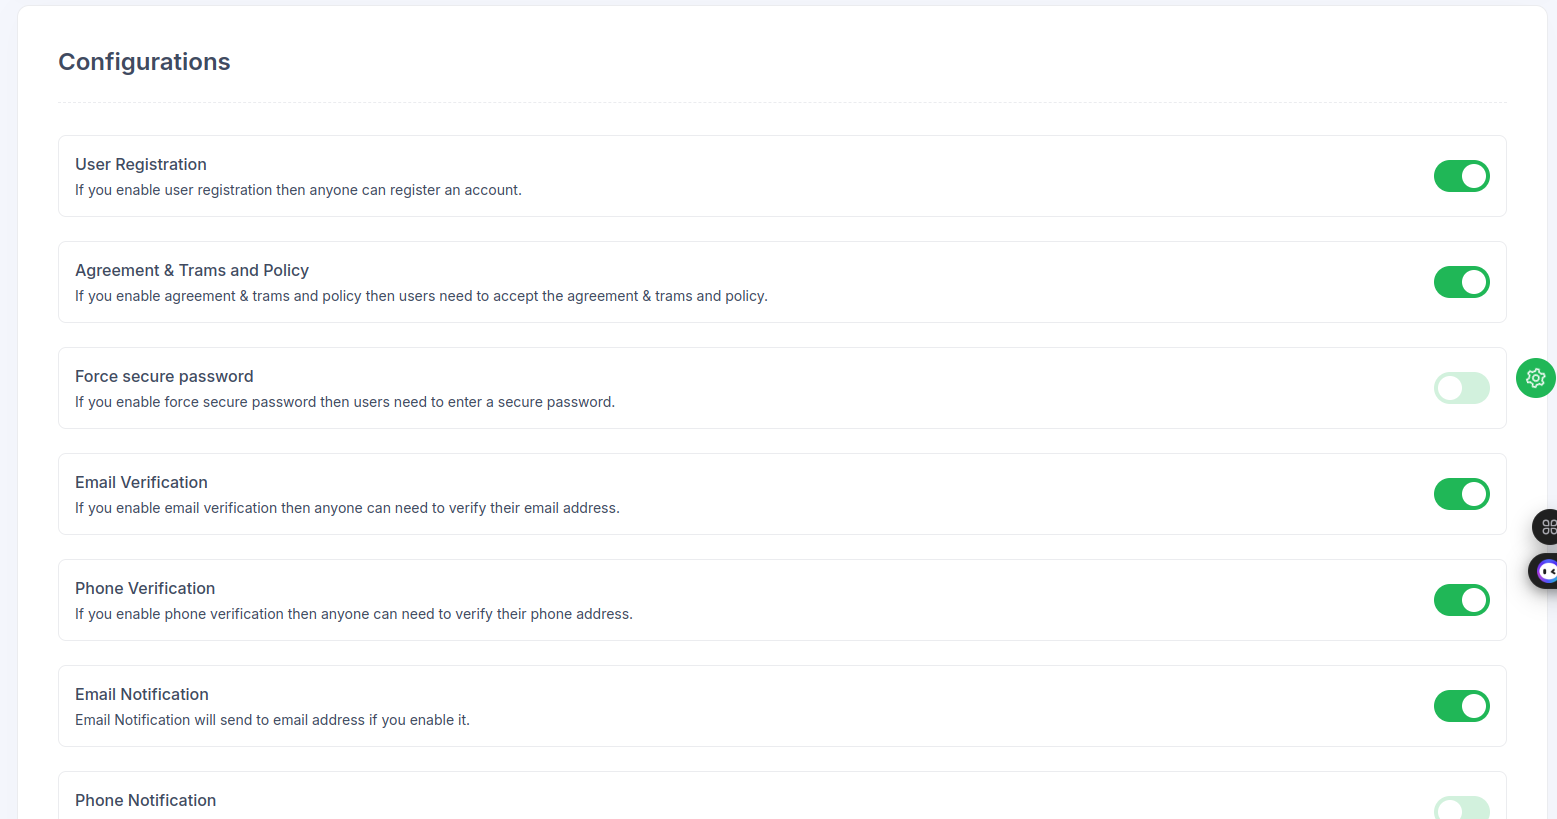 Configurations
User Registration
If you enable user registration then anyone can register an account.
Agreement & Trams and Policy
If you enable agreement & trams and policy then users need to accept the agreement & trams and policy.
Force secure password
If you enable force secure password then users need to enter a secure password.
Email Verification
If you enable email verification then anyone can need to verify their email address.
Phone Verification
If you enable phone verification then anyone can need to verify their phone address.
Email Notification
Email Notification will send to email address if you enable it.
Phone Notification